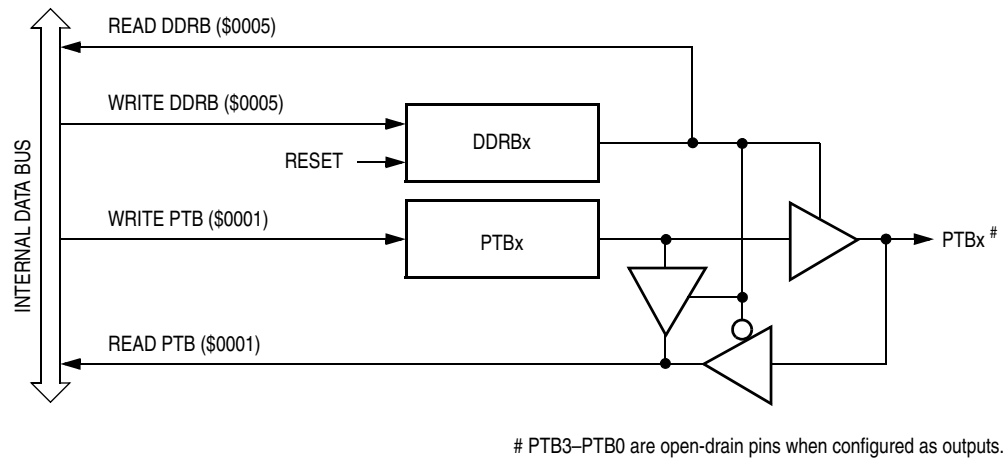 READ DDRB ($0005)
WRITE DDRB ($0005)
DDRBx
RESET
INTERNAL DATA BUS
WRITE PTB ($0001)
PTBx
PTBx #
READ PTB ($0001)
# PTB3–PTB0 are open-drain pins when configured as outputs.